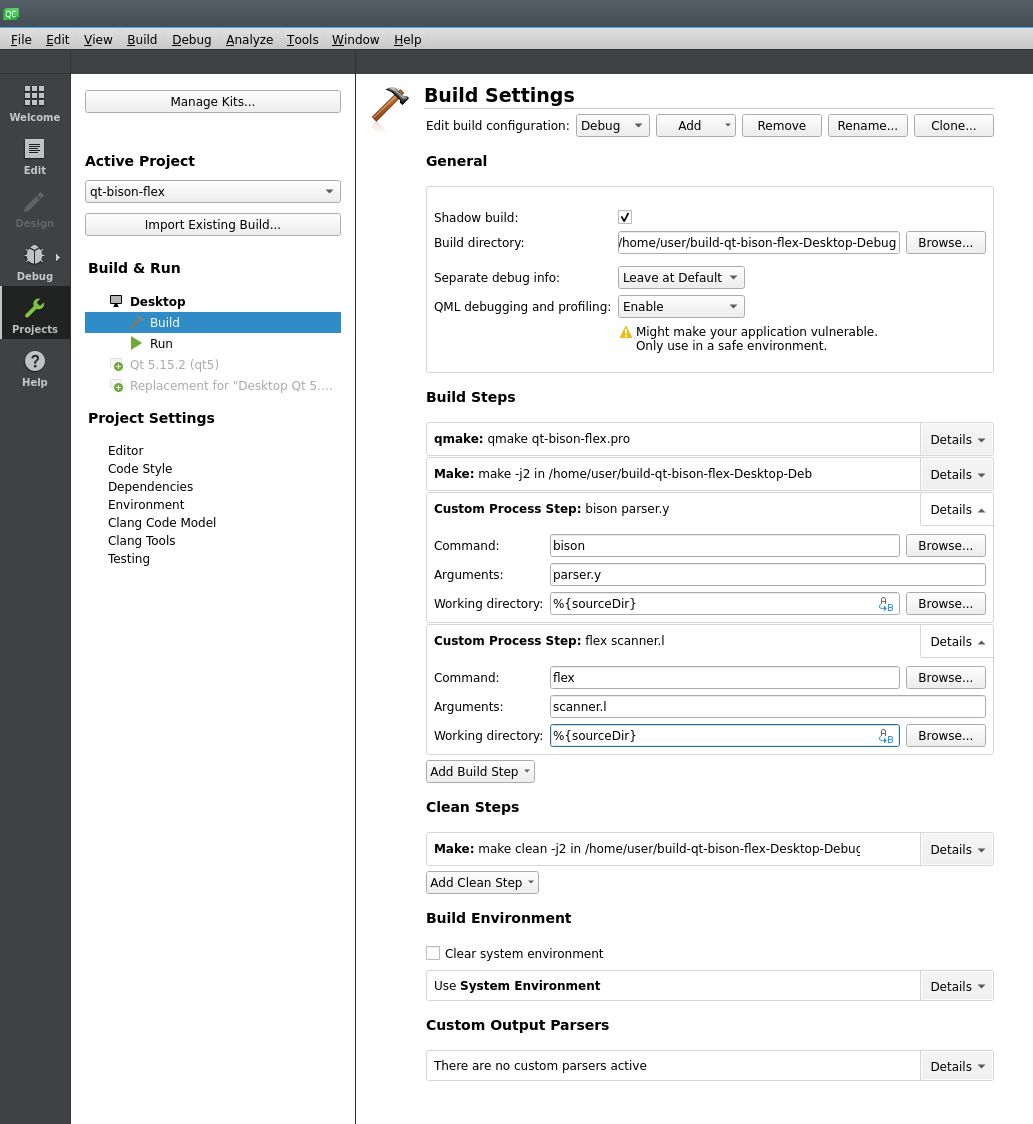 QC
File Edit View Build Debug Analyze Tools Window Help
Welcome
Edit
Design
Debug
Projects
Help
Manage Kits...
Active Project
qt-bison-flex
Import Existing Build...
Build & Run
Desktop
Build
Run
Qt 5.15.2 (qt5)
Replacement for "Desktop Qt 5....
Project Settings
Editor
Code Style
Dependencies
Environment
Clang Code Model
Clang Tools
Testing
Build Settings
Edit build configuration: Debug Add Remove Rename... Clone...
General
Shadow build:
Build directory: /home/user/build-qt-bison-flex-Desktop-Debug Browse...
Separate debug info: Leave at Default
QML debugging and profiling: Enable
Might make your application vulnerable.
Only use in a safe environment.
Build Steps
qmake: qmake qt-bison-flex.pro Details
Make: make -j2 in /home/user/build-qt-bison-flex-Desktop-Deb Details
Custom Process Step: bison parser.y Details
Command: bison Browse...
Arguments: parser.y
Working directory: %{sourceDir} AB Browse...
Custom Process Step: flex scanner.l Details
Command: flex Browse...
Arguments: scanner.l
Working directory: %{sourceDir} AB Browse...
Add Build Step
Clean Steps
Make: make clean -j2 in /home/user/build-qt-bison-flex-Desktop-Debug Details
Add Clean Step
Build Environment
Clear system environment
Use System Environment Details
Custom Output Parsers
There are no custom parsers active Details